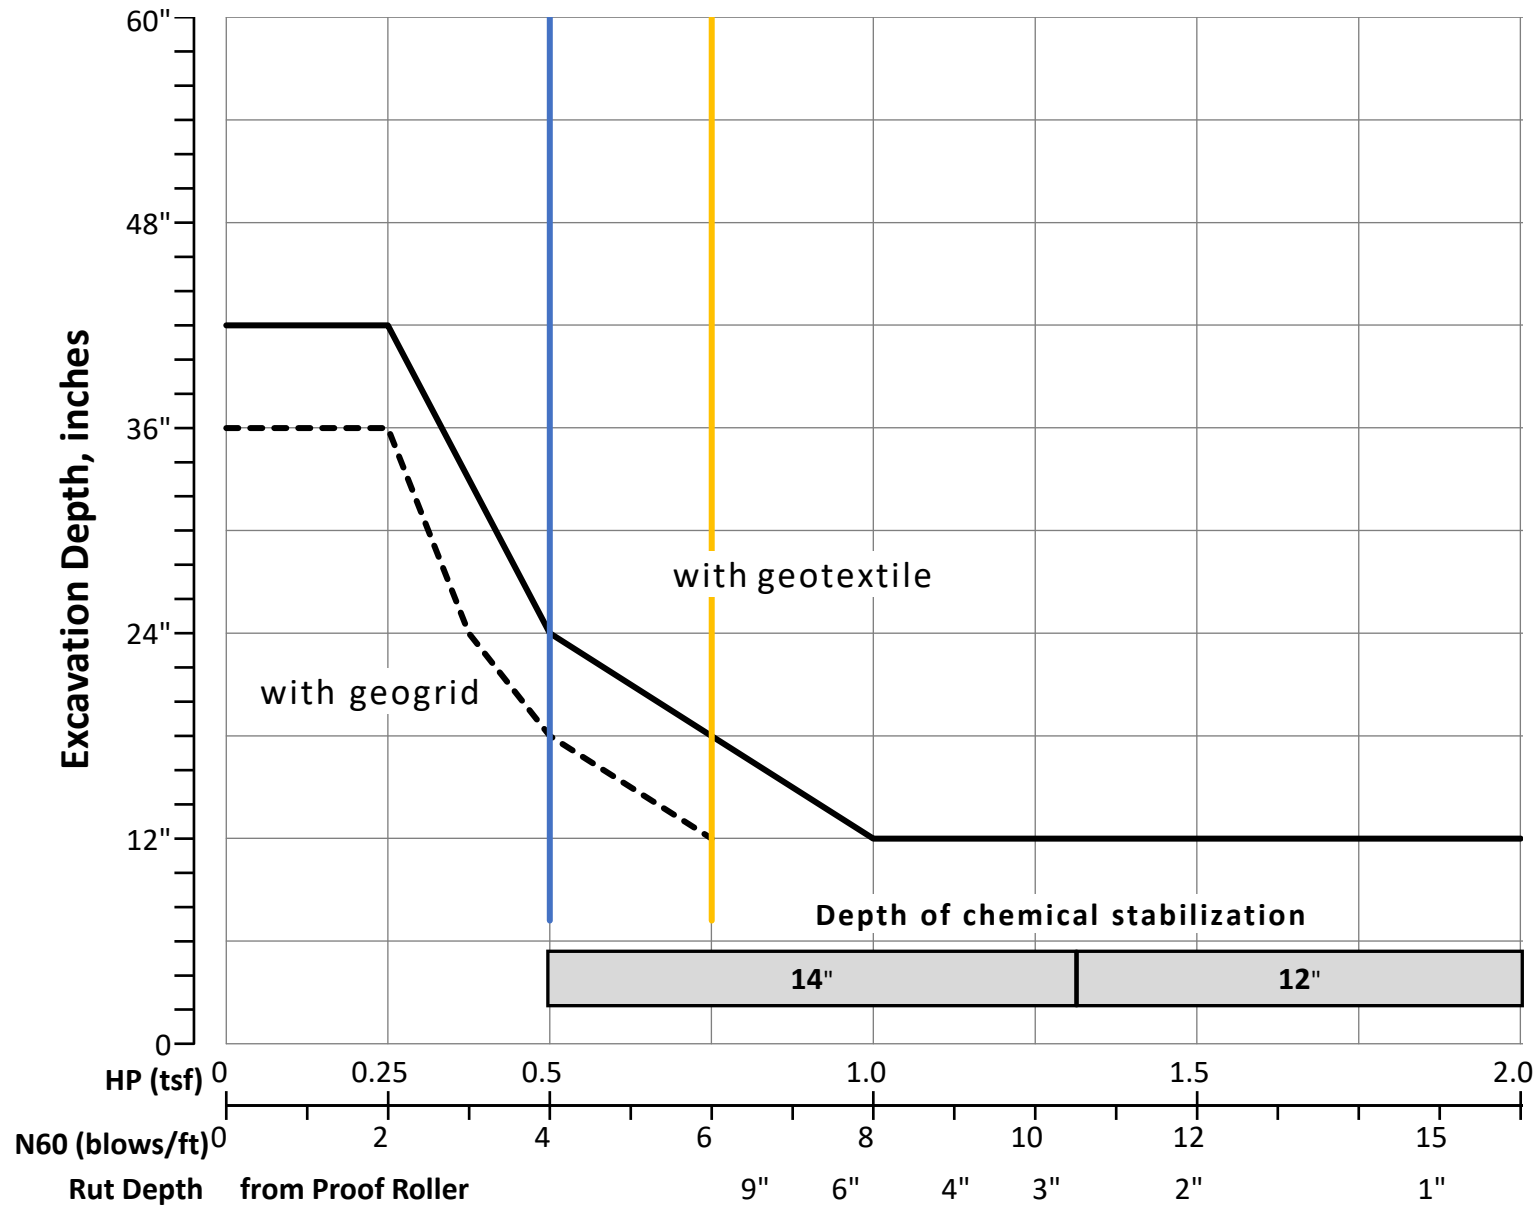 60"
48"
Excavation Depth, inches
36"
with geotextile
24"
with geogrid
12"
Depth of chemical stabilization
14" 12"
0
HP (tsf) 0 0.25 0.5 1.0 1.5 2.0
N60 (blows/ft) 0 2 4 6 8 10 12 15
Rut Depth from Proof Roller 9" 6" 4" 3" 2" 1"